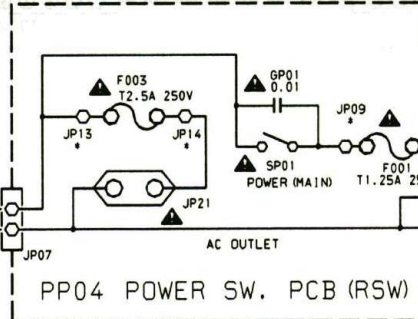 F003
T2.5A 250V
GP01
0.01
JP09
*
JP13
*
JP14
*
SP01
POWER (MAIN)
F001
T1.25A 25
JP21
JP07
AC OUTLET
PP04 POWER SW. PCB (RSW)